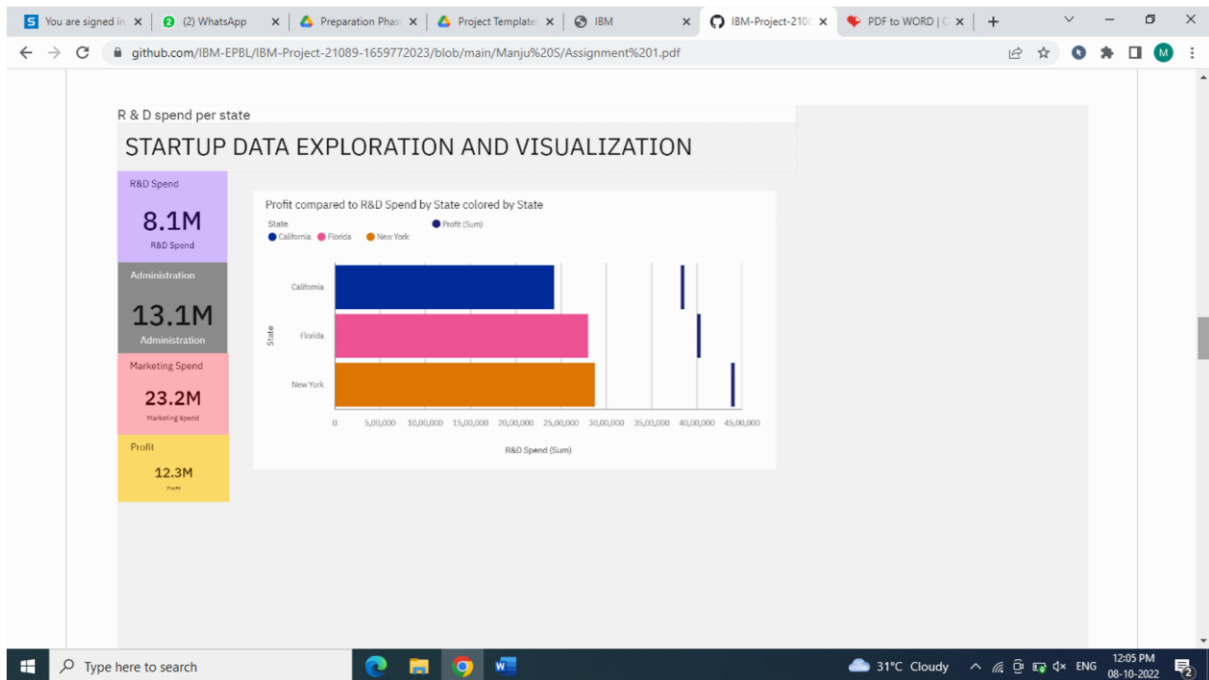 You are signed in
(2) WhatsApp
Preparation Phas
Project Template
IBM
IBM-Project-210
PDF to WORD | C
github.com/IBM-EPBL/IBM-Project-21089-1659772023/blob/main/Manju%20S/Assignment%201.pdf
M
R & D spend per state
STARTUP DATA EXPLORATION AND VISUALIZATION
R&D Spend
8.1M
R&D Spend
Administration
13.1M
Administration
Marketing Spend
23.2M
Marketing Spend
Profit
12.3M
Profit
Profit compared to R&D Spend by State colored by State
State
Profit (Sum)
California Florida New York
State
California
Florida
New York
0 5,00,000 10,00,000 15,00,000 20,00,000 25,00,000 30,00,000 35,00,000 40,00,000 45,00,000
R&D Spend (Sum)
Type here to search
31°C Cloudy
ENG
12:05 PM
08-10-2022
2